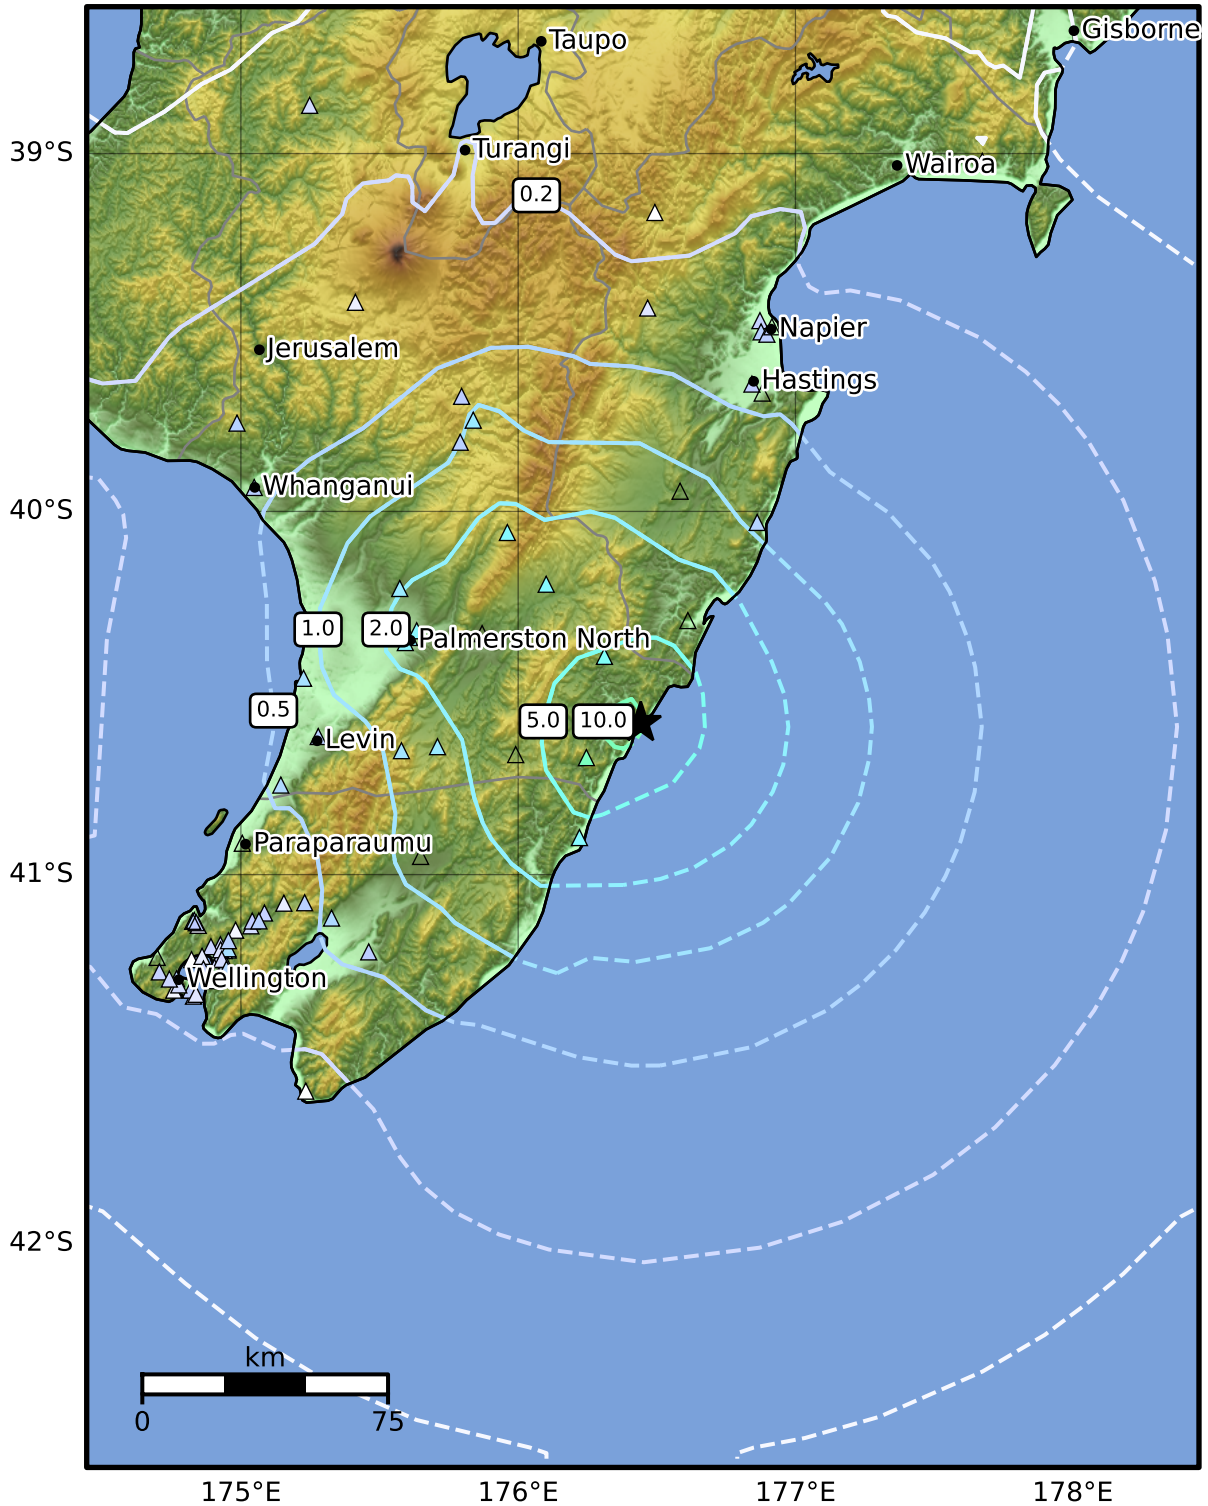 Gisborne
Taupo
39°S
Turangi
Wairoa
0.2
Napier
Jerusalem
Hastings
Whanganui
40°S
1.0
2.0
Palmerston North
0.5
5.0
10.0
Levin
Paraparaumu
41°S
Wellington
42°S
km
0
75
175°E
176°E
177°E
178°E